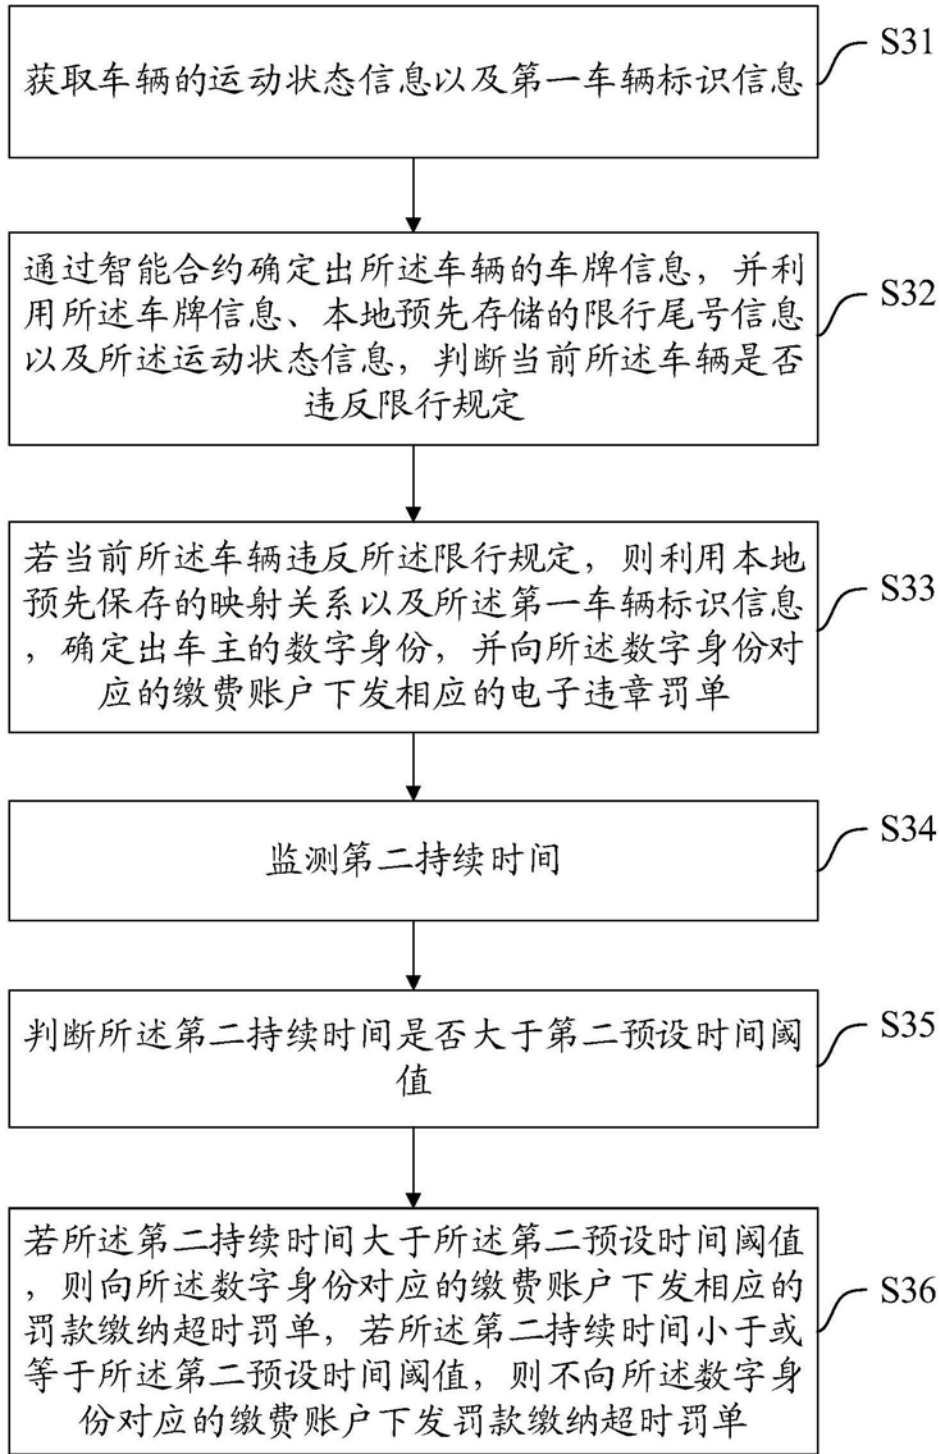 获取车辆的运动状态信息以及第一车辆标识信息
S31
通过智能合约确定出所述车辆的车牌信息，并利
用所述车牌信息、本地预先存储的限行尾号信息
以及所述运动状态信息，判断当前所述车辆是否
违反限行规定
S32
若当前所述车辆违反所述限行规定，则利用本地
预先保存的映射关系以及所述第一车辆标识信息
，确定出车主的数字身份，并向所述数字身份对
应的缴费账户下发相应的电子违章罚单
S33
监测第二持续时间
S34
判断所述第二持续时间是否大于第二预设时间阈
值
S35
若所述第二持续时间大于所述第二预设时间阈值
，则向所述数字身份对应的缴费账户下发相应的
罚款缴纳超时罚单，若所述第二持续时间小于或
等于所述第二预设时间阈值，则不向所述数字身
份对应的缴费账户下发罚款缴纳超时罚单
S36